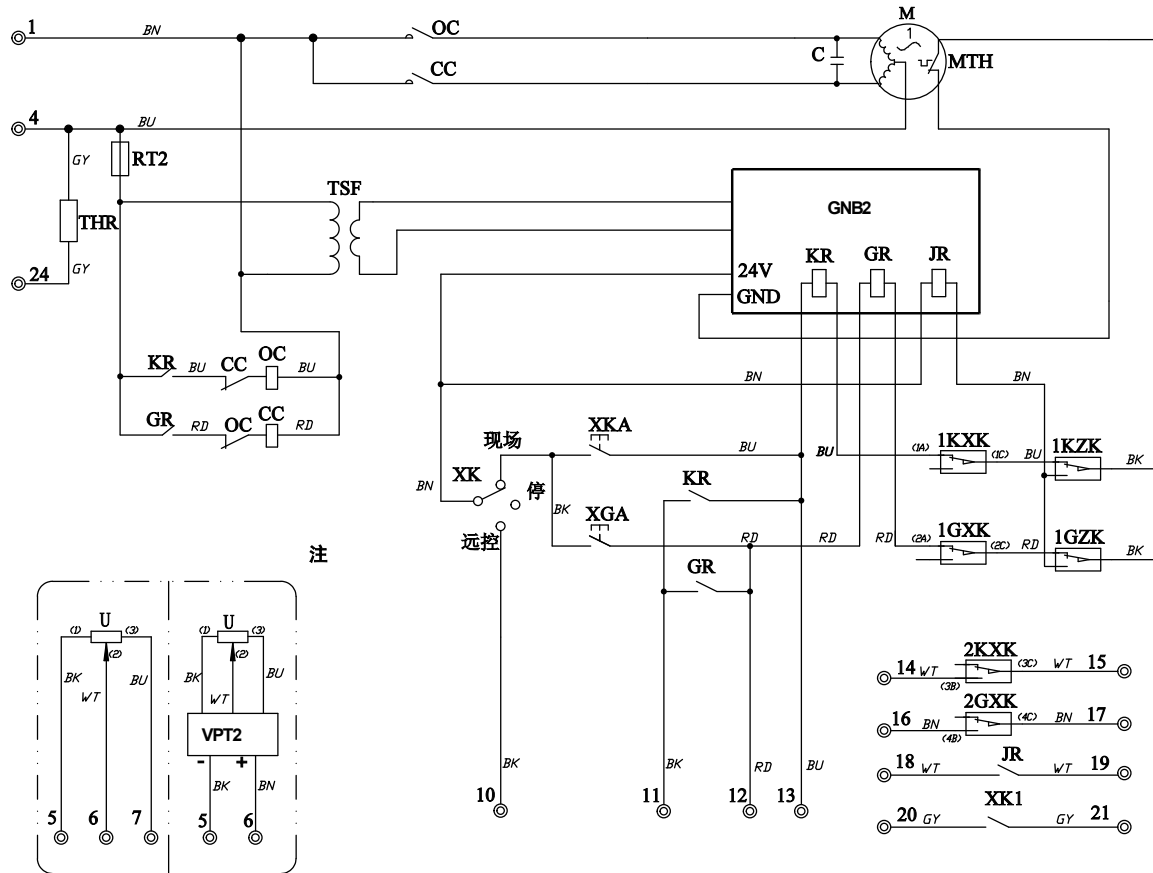 1 BN OC M
1
CC C MTH
4 BU
GY RT2
THR TSF GNB2
24 GY
KR GR JR
24V
GND
KR BU CC OC BU BN BN
GR RD OC CC RD
现场 XKA BU BU (1A) 1KXK (1C) BU 1KZK BK
XK 停
BN BK KR
远控 XGA RD RD RD (2A) 1GXK (2C) RD 1GZK BK
注 GR
(1) U (3) (1) U (3)
(2) (2)
BK WT BU BK WT BU
VPT2
- +
BK BN
5 6 7 5 6
10 BK 11 BK 12 RD 13 BU
14 WT (3B) 2KXK (3C) WT 15
16 BN (4B) 2GXK (4C) BN 17
18 WT JR WT 19
20 GY XK1 GY 21